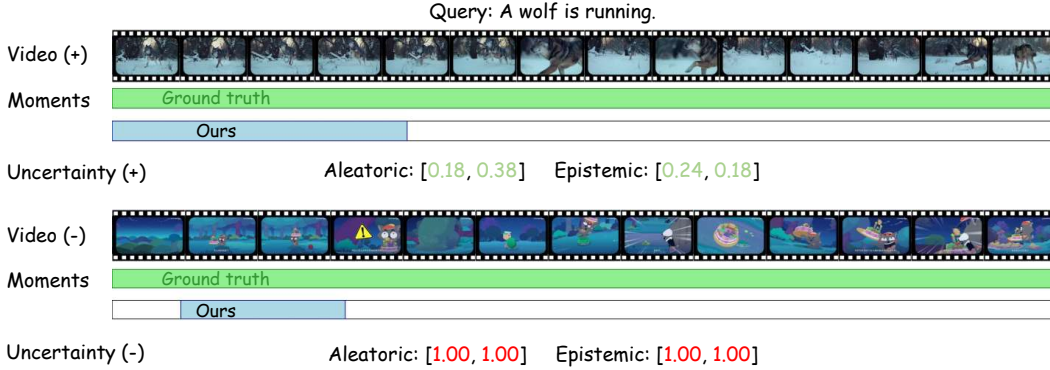 Query: A wolf is running.
Video (+)
Moments
Ground truth
Ours
Uncertainty (+)
Aleatoric: [0.18, 0.38] Epistemic: [0.24, 0.18]
Video (-)
Moments
Ground truth
Ours
Uncertainty (-)
Aleatoric: [1.00, 1.00] Epistemic: [1.00, 1.00]